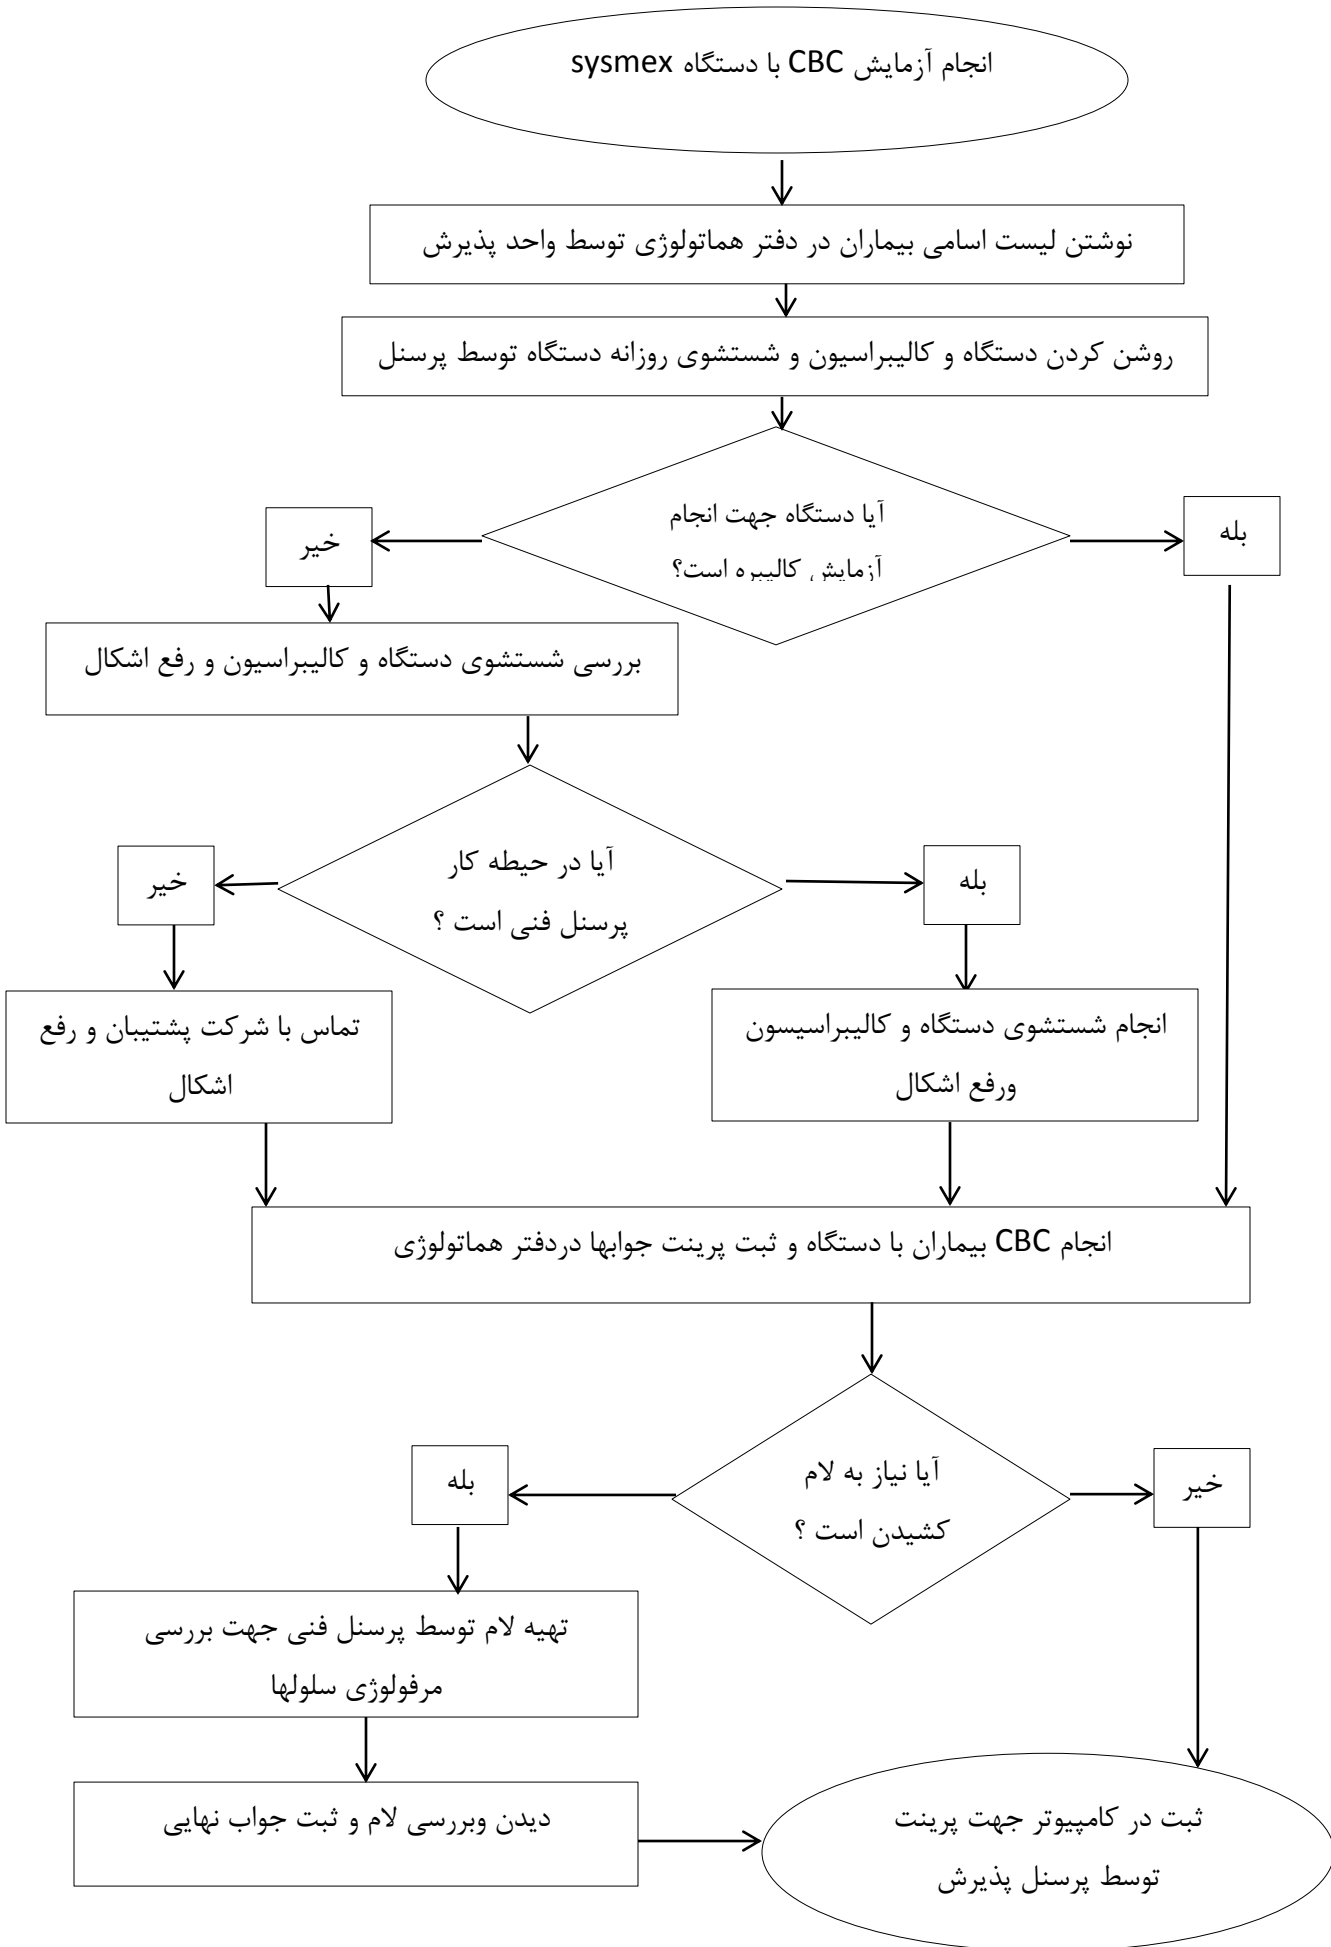 انجام آزمایش CBC با دستگاه sysmex
نوشتن لیست اسامی بیماران در دفتر هماتولوژی توسط واحد پذیرش
روشن کردن دستگاه و کالیبراسیون و شستشوی روزانه دستگاه توسط پرسنل
آیا دستگاه جهت انجام
آزمایش کالیبره است؟
بله
خیر
بررسی شستشوی دستگاه و کالیبراسیون و رفع اشکال
آیا در حیطه کار
پرسنل فنی است ؟
بله
خیر
انجام شستشوی دستگاه و کالیبراسیسون
ورفع اشکال
تماس با شرکت پشتیبان و رفع
اشکال
انجام CBC بیماران با دستگاه و ثبت پرینت جوابها دردفتر هماتولوژی
آیا نیاز به لام
کشیدن است ؟
خیر
بله
تهیه لام توسط پرسنل فنی جهت بررسی
مرفولوژی سلولها
دیدن وبررسی لام و ثبت جواب نهایی
ثبت در کامپیوتر جهت پرینت
توسط پرسنل پذیرش